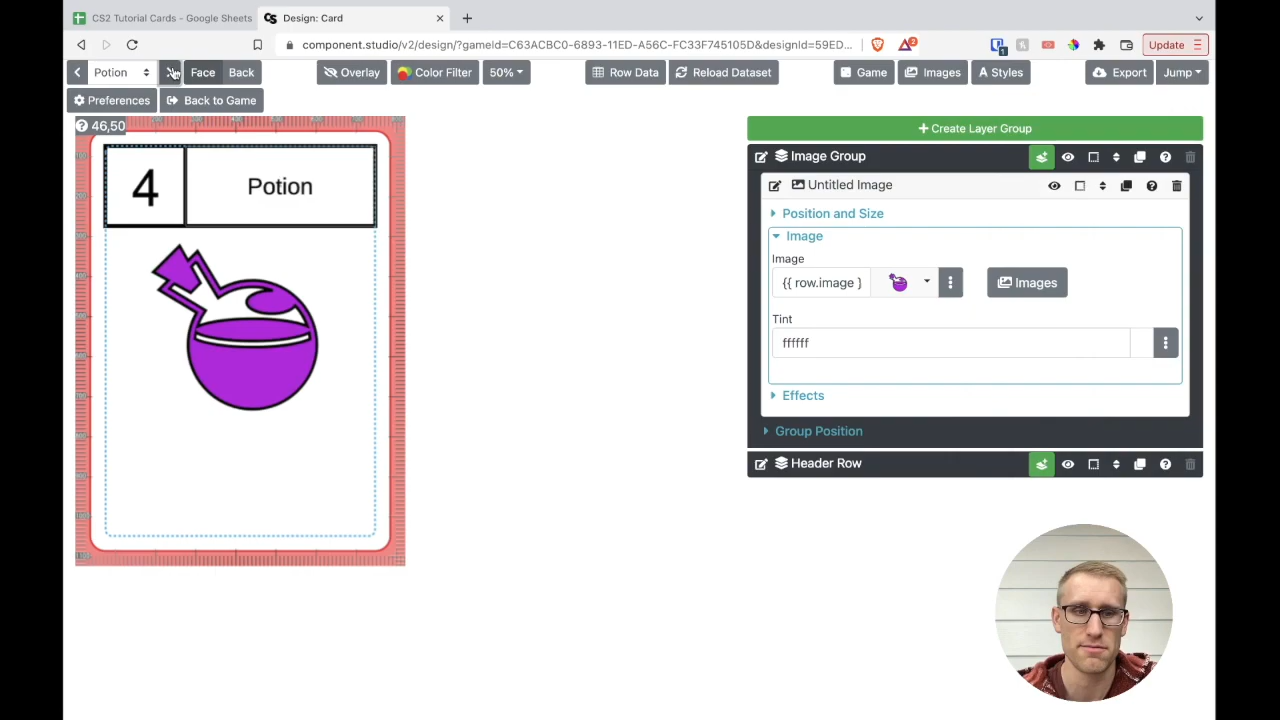 CS2 Tutorial Cards - Google Sheets
Design: Card
component.studio/v2/design/?gameId=C63ACBC0-6893-11ED-A56C-FC33F745105D&designId=59ED...
2
1
Update
Potion
Face
Back
Overlay
Color Filter
50%
Row Data
Reload Dataset
Game
Images
Styles
Export
Jump
Preferences
Back to Game
46,50
4
Potion
Create Layer Group
Image Group
Untitled Image
Position and Size
Image
Image
{{ row.image }
Images
Tint
ffffff
Effects
Group Position
Header Row